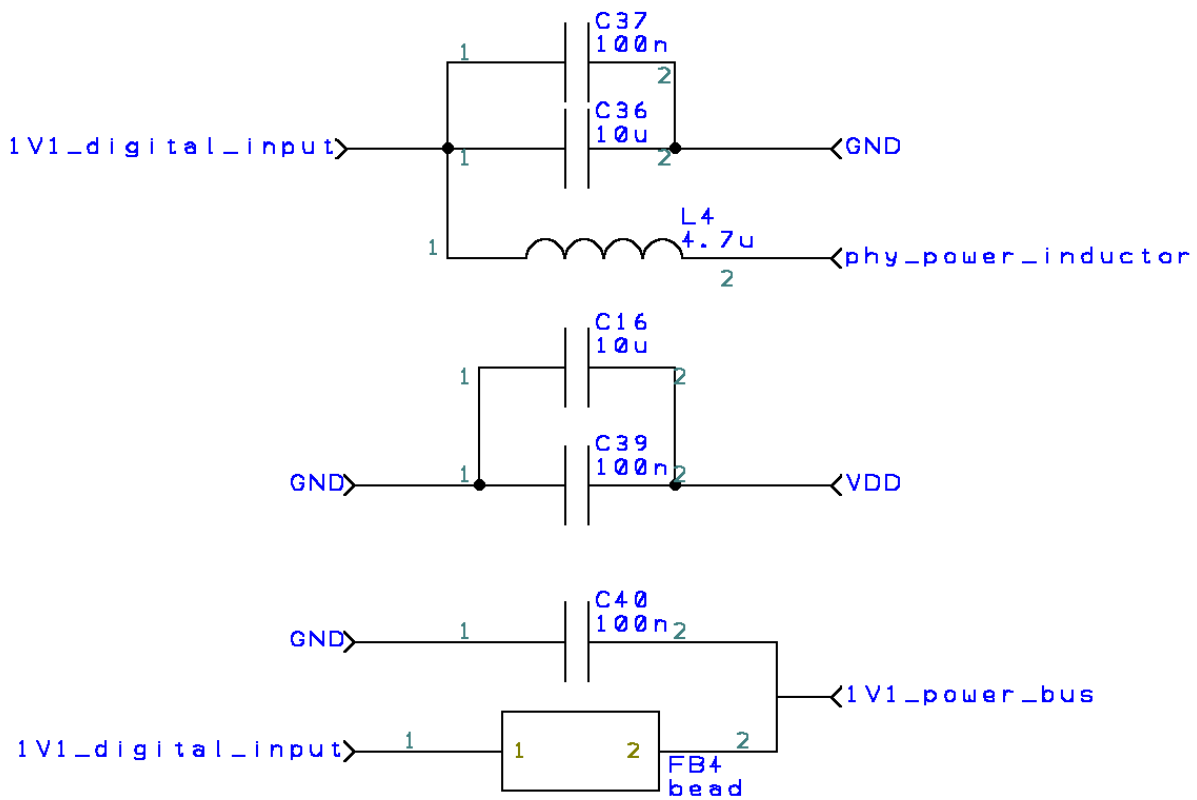 C37
100n
1
2
C36
10u
1V1_digital_input
1
2
GND
L4
4.7u
1
2
phy_power_inductor
C16
10u
1
2
C39
100n
GND
1
2
VDD
C40
100n
GND
1
2
1V1_power_bus
1V1_digital_input
1
1
2
2
FB4
bead